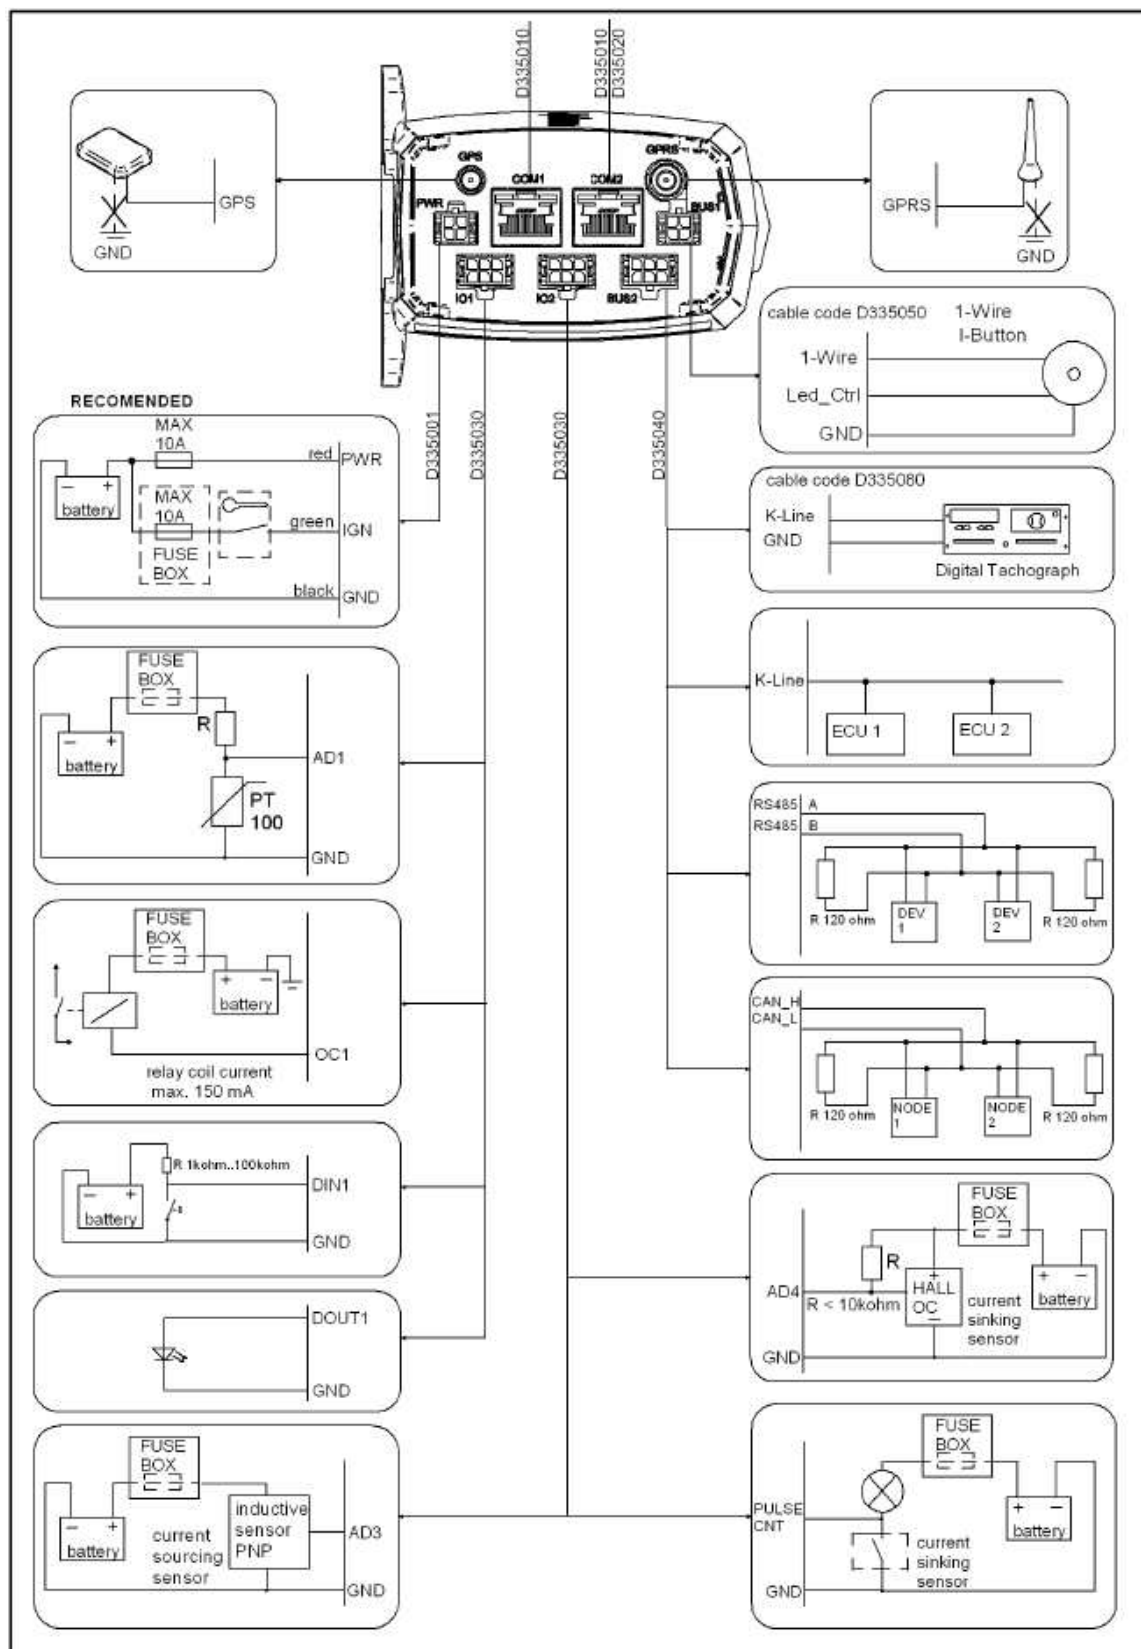 D335010
D335010
D335020
GPS
GND
GPS
COM1
COM2
GPRS
PWR
BUS1
IO1
IO2
BUS2
GPRS
GND
D335001
D335030
D335030
D335040
cable code D335050
1-Wire
I-Button
1-Wire
Led_Ctrl
GND
RECOMENDED
MAX
10A
red
PWR
- +
battery
MAX
10A
green
IGN
FUSE
BOX
black
GND
cable code D335080
K-Line
GND
Digital Tachograph
FUSE
BOX
R
- +
battery
AD1
PT
100
GND
K-Line
ECU 1
ECU 2
RS485 A
RS485 B
R 120 ohm
DEV
1
DEV
2
R 120 ohm
FUSE
BOX
+ -
battery
OC1
relay coil current
max. 150 mA
CAN_H
CAN_L
R 120 ohm
NODE
1
NODE
2
R 120 ohm
R 1kohm..100kohm
- +
battery
DIN1
GND
FUSE
BOX
R
+ -
battery
AD4
R < 10kohm
+
HALL
OC
-
current
sinking
sensor
GND
DOUT1
GND
FUSE
BOX
- +
battery
current
sourcing
sensor
inductive
sensor
PNP
AD3
GND
FUSE
BOX
+ -
battery
PULSE
CNT
current
sinking
sensor
GND